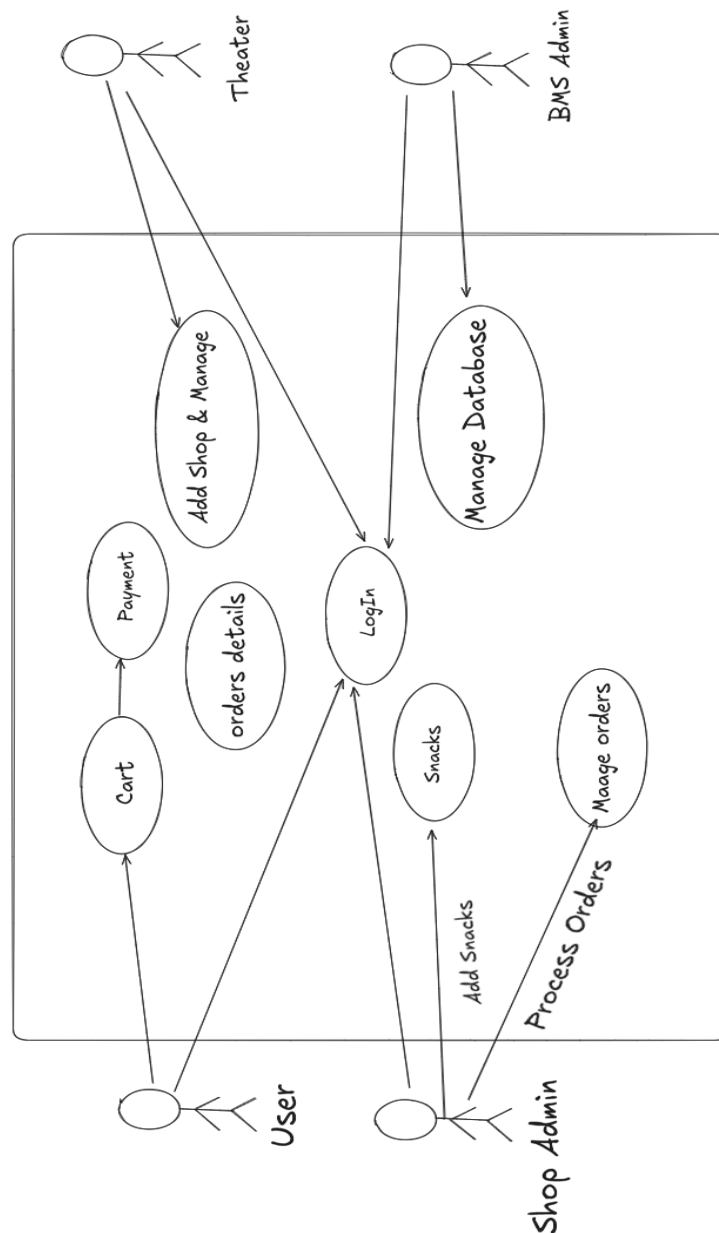 User
Theater
Cart
Payment
Add Shop & Manage
orders details
LogIn
Shop Admin
Add Snacks
Snacks
Process Orders
Maage orders
Manage Database
BMS Admin